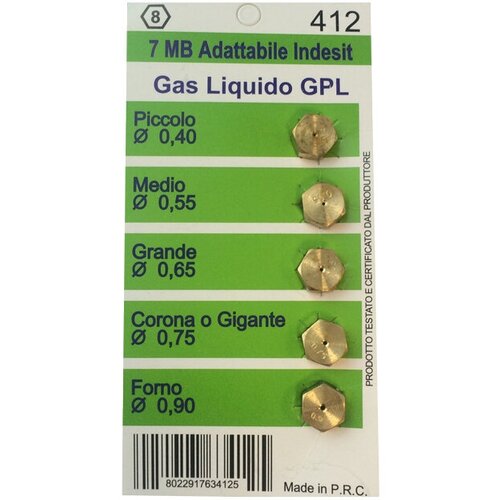 8
412
7 MB Adattabile Indesit
Gas Liquido GPL
Piccolo
Ø 0,40
Medio
Ø 0,55
Grande
Ø 0,65
Corona o Gigante
Ø 0,75
Forno
Ø 0,90
PRODOTTO TESTATO E CERTIFICATO DAL PRODUTTORE
8022917634125
Made in P.R.C.